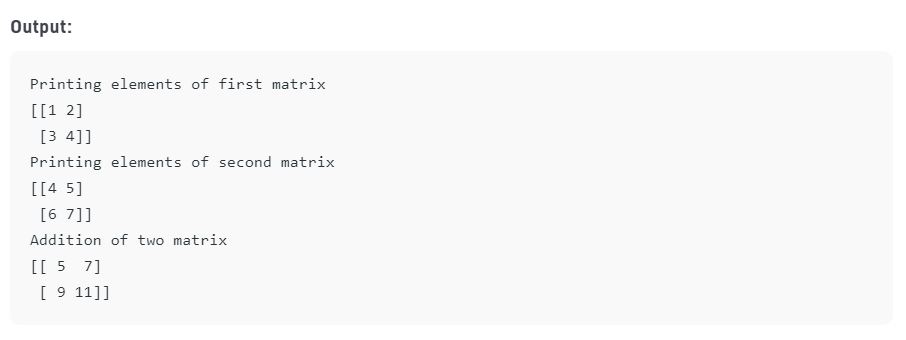 Output:
Printing elements of first matrix
[[1 2]
 [3 4]]
Printing elements of second matrix
[[4 5]
 [6 7]]
Addition of two matrix
[[ 5  7]
 [ 9 11]]